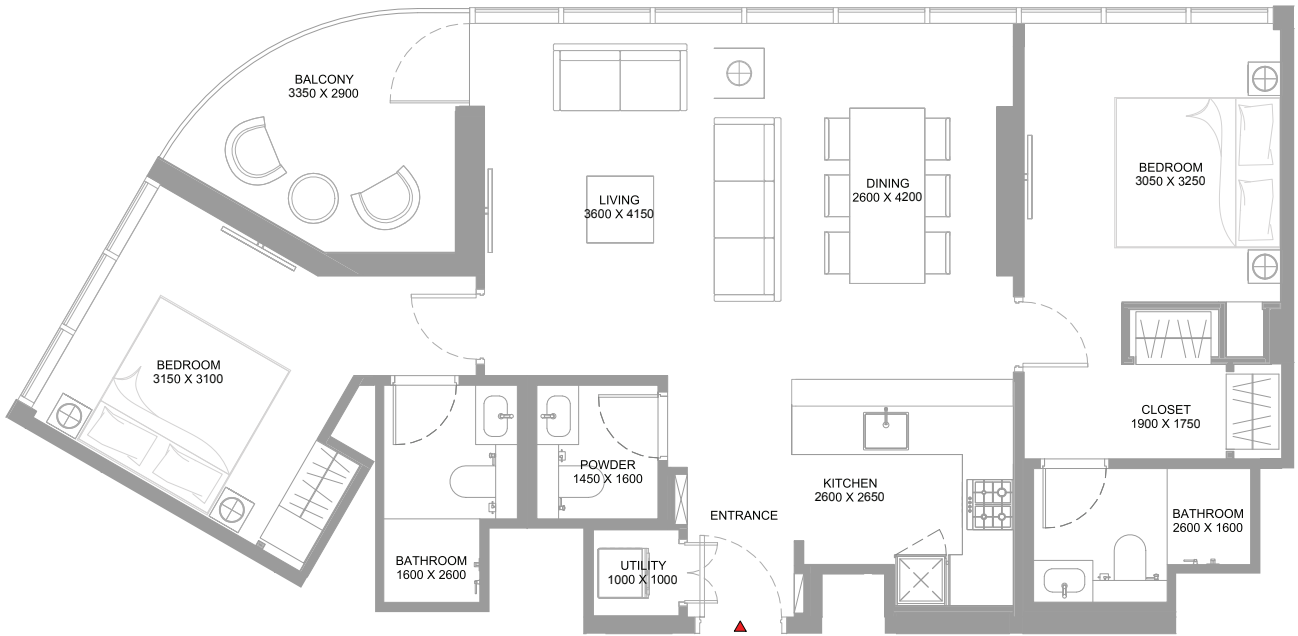 BALCONY
3350 X 2900
LIVING
3600 X 4150
DINING
2600 X 4200
BEDROOM
3050 X 3250
BEDROOM
3150 X 3100
CLOSET
1900 X 1750
POWDER
1450 X 1600
KITCHEN
2600 X 2650
ENTRANCE
BATHROOM
2600 X 1600
BATHROOM
1600 X 2600
UTILITY
1000 X 1000